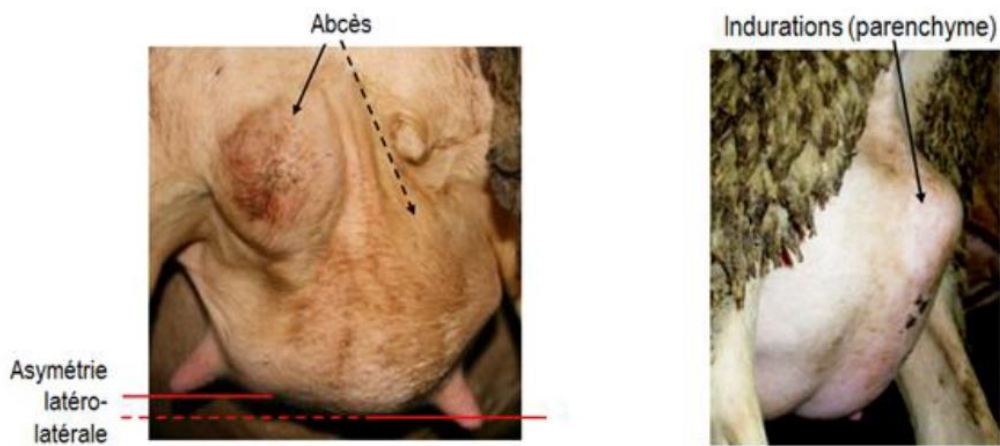 Abcès
Indurations (parenchyme)
Asymétrie
latéro-
latérale